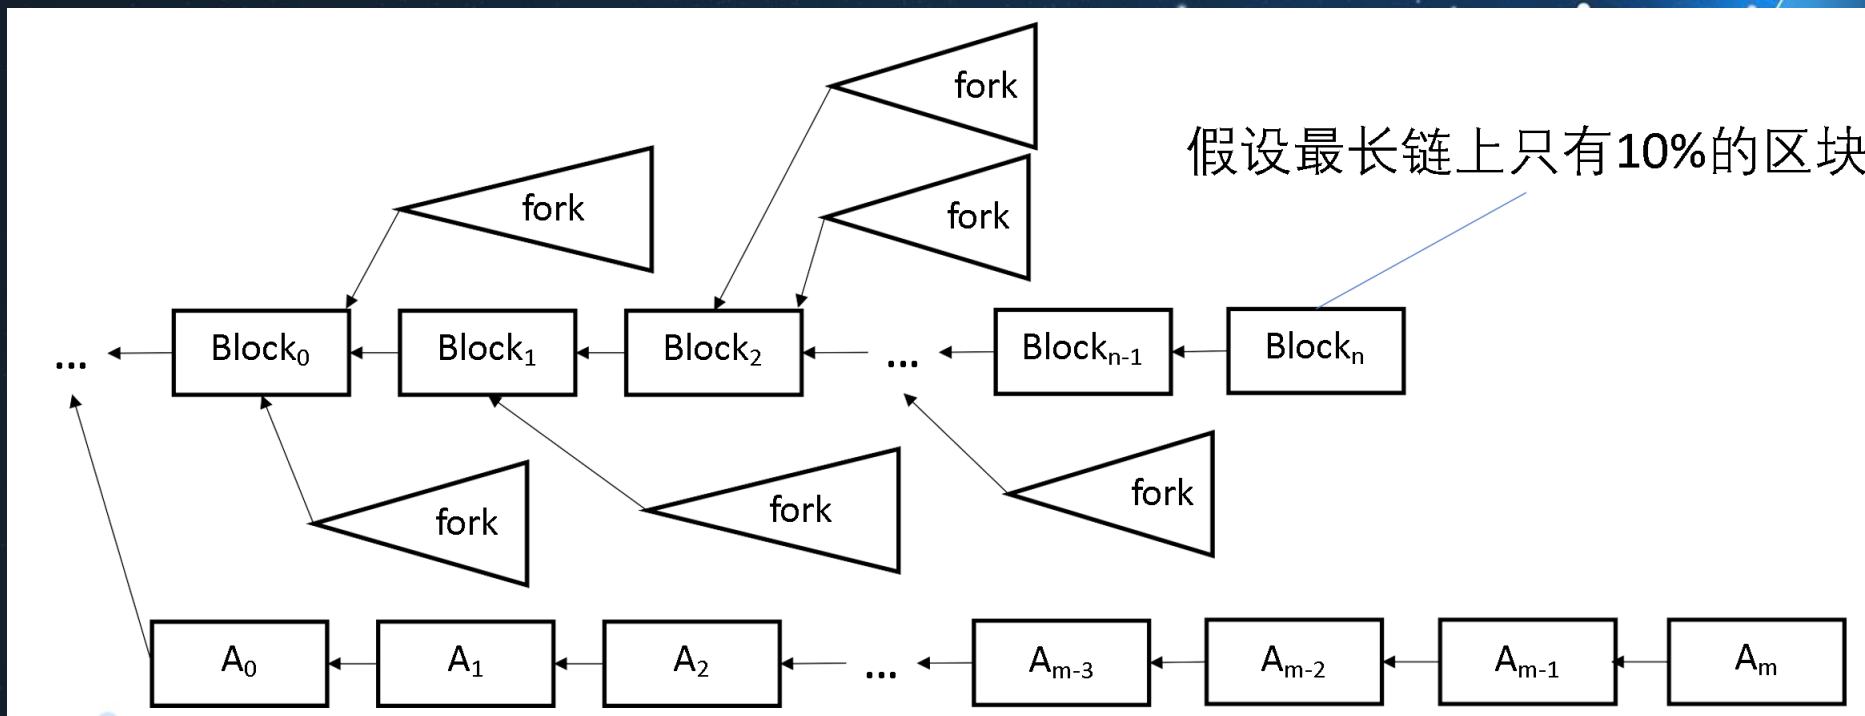 fork
假设最长链上只有10%的区块
fork
fork
... Block₀ Block₁ Block₂ ... Blockₙ₋₁ Blockₙ
fork
fork
fork
A₀ A₁ A₂ ... Aₘ₋₃ Aₘ₋₂ Aₘ₋₁ Aₘ